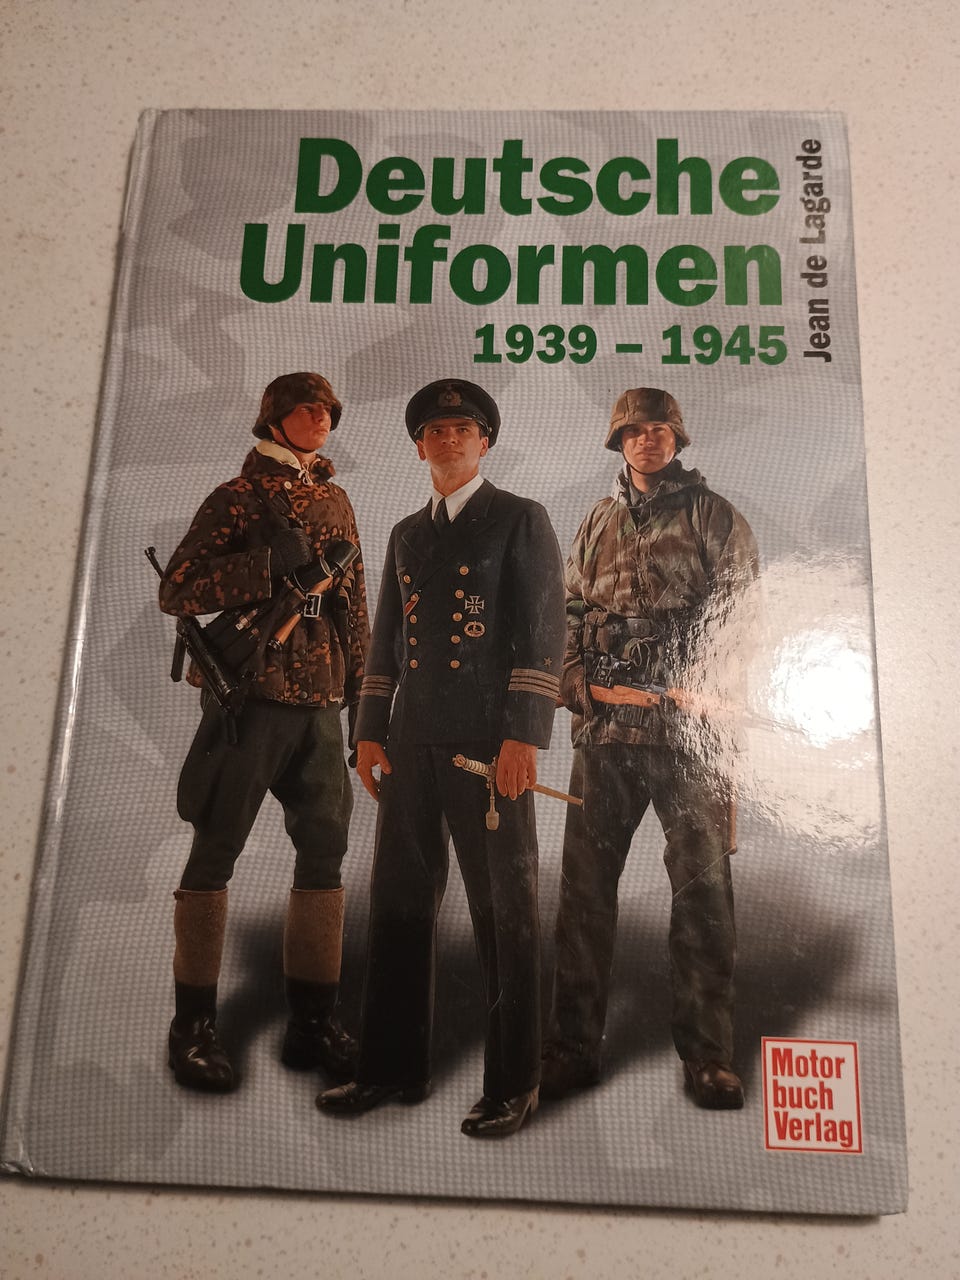 Deutsche
Uniformen
1939 – 1945
Jean de Lagarde
Motor
buch
Verlag